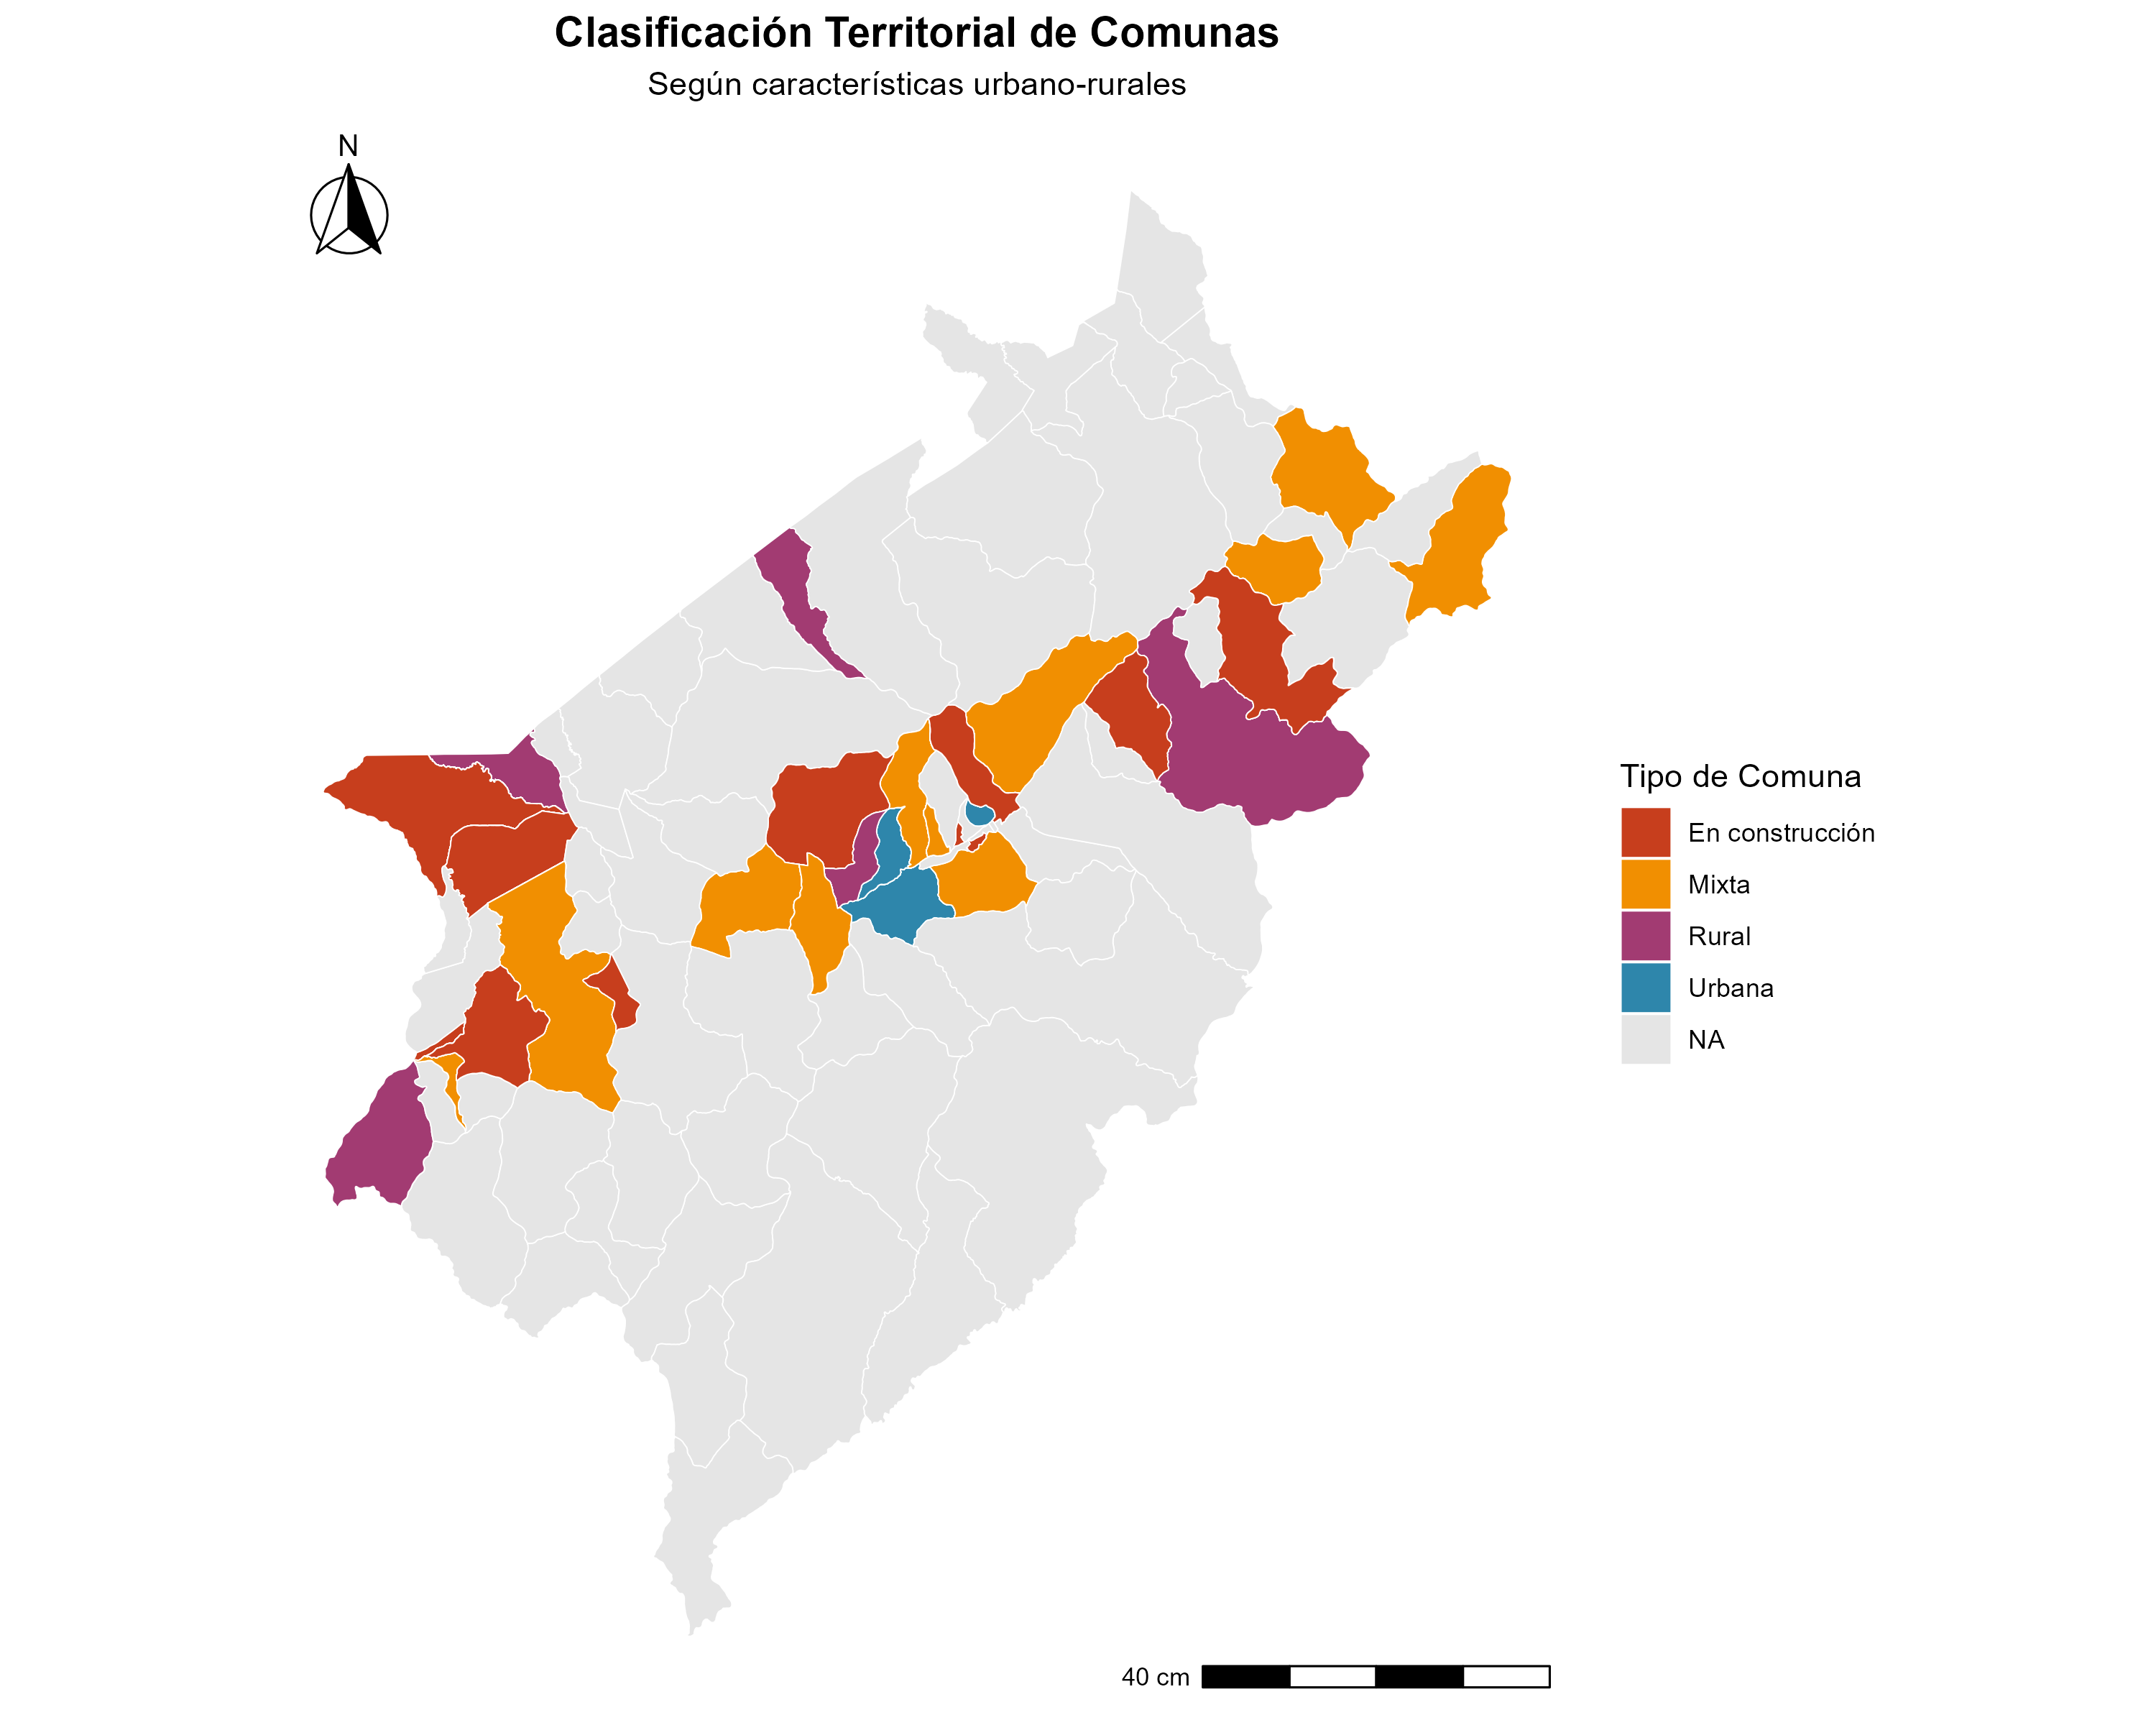 Clasificación Territorial de Comunas
Según características urbano-rurales
N
Tipo de Comuna
En construcción
Mixta
Rural
Urbana
NA
40 cm